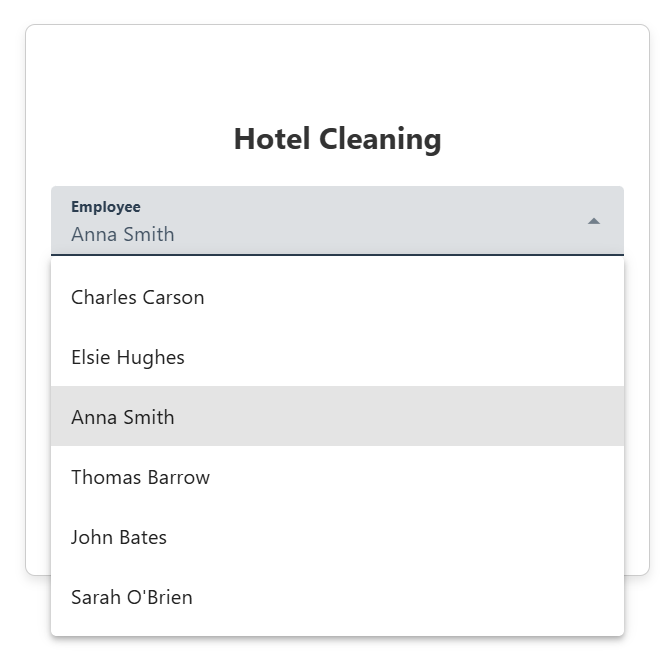 Hotel Cleaning
Employee
Anna Smith
Charles Carson
Elsie Hughes
Anna Smith
Thomas Barrow
John Bates
Sarah O'Brien